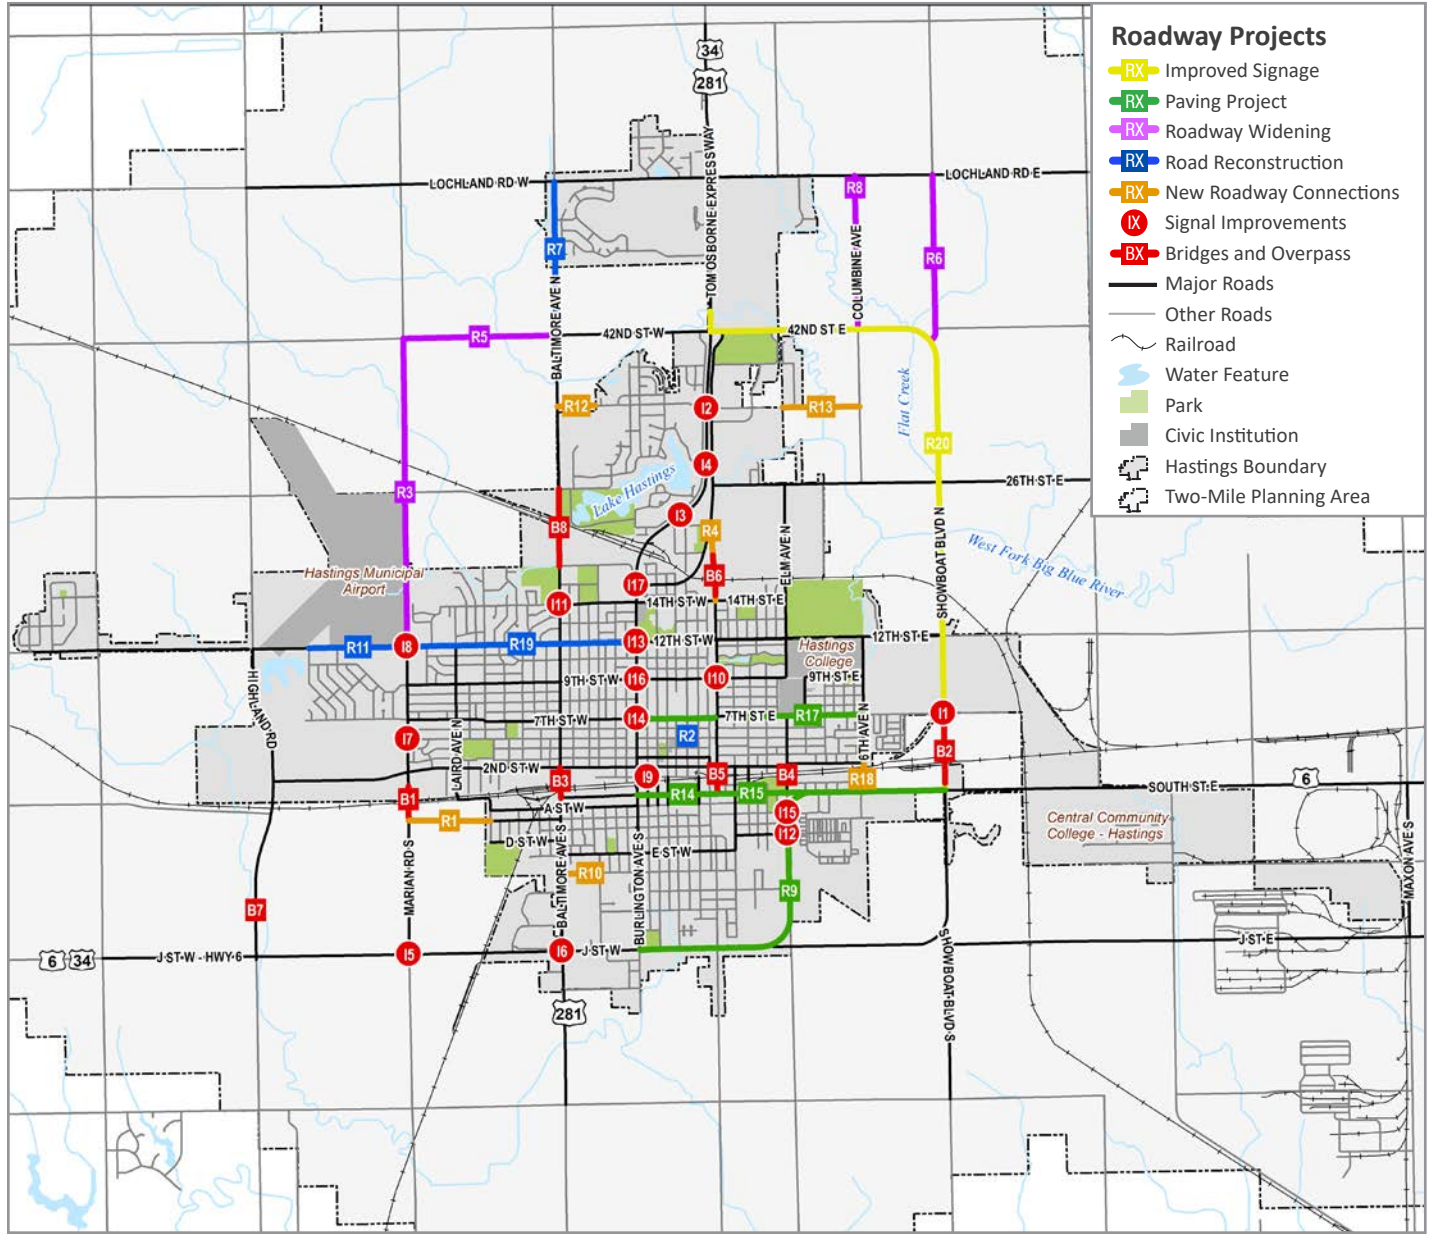 Roadway Projects
RX Improved Signage
RX Paving Project
RX Roadway Widening
RX Road Reconstruction
RX New Roadway Connections
IX Signal Improvements
BX Bridges and Overpass
Major Roads
Other Roads
Railroad
Water Feature
Park
Civic Institution
Hastings Boundary
Two-Mile Planning Area
34
281
LOCHLAND RD W
LOCHLAND RD E
TOM OSBORNE EXPRESSWAY
R8
R7
R6
COLUMBINE AVE
BALTIMORE AVE N
R5
42ND ST W
42ND ST E
R12
I2
R13
Flat Creek
R20
I4
Lake Hastings
26TH ST E
R3
I3
B8
R4
ELM AVE N
SHOWBOAT BLVD N
West Fork Big Blue River
Hastings Municipal
Airport
I17
B6
I11
14TH ST W
14TH ST E
R11
I8
R19
I13
12TH ST W
12TH ST E
Hastings
College
HIGHLAND RD
9TH ST W
I16
I10
9TH ST E
LAIRD AVE N
7TH ST W
I14
7TH ST E
R17
I1
I7
R2
6TH AVE N
B2
2ND ST W
B3
I9
B5
B4
R18
6
SOUTH ST E
B1
R14
R15
A ST W
I15
R1
I12
Central Community
College - Hastings
D ST W
E ST W
R10
R9
MARIAN RD S
BALTIMORE AVE S
BURLINGTON AVE S
MAXON AVE S
B7
6 34
J ST W - HWY 6
I5
I6
J ST W
J ST E
SHOWBOAT BLVD S
281